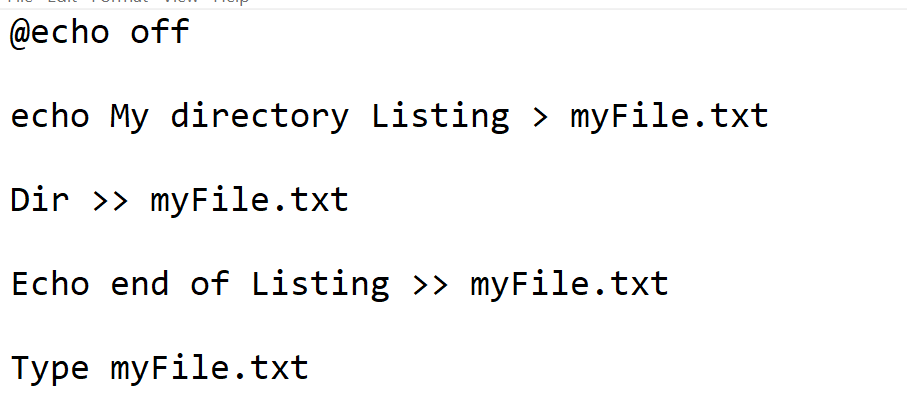 @echo off
echo My directory Listing > myFile.txt
Dir >> myFile.txt
Echo end of Listing >> myFile.txt
Type myFile.txt